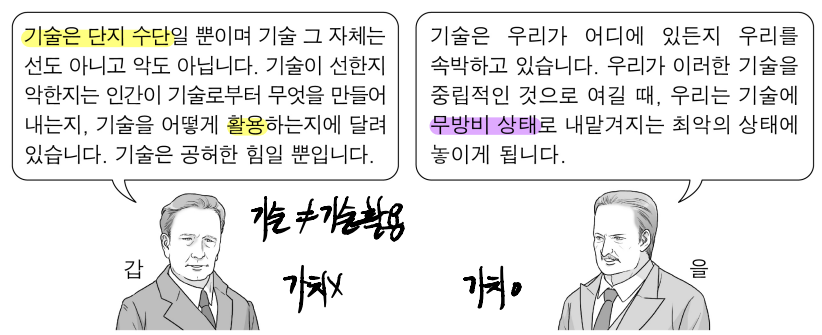 기술은 단지 수단일 뿐이며 기술 그 자체는
선도 아니고 악도 아닙니다. 기술이 선한지
악한지는 인간이 기술로부터 무엇을 만들어
내는지, 기술을 어떻게 활용하는지에 달려
있습니다. 기술은 공허한 힘일 뿐입니다.
기술은 우리가 어디에 있든지 우리를
속박하고 있습니다. 우리가 이러한 기술을
중립적인 것으로 여길 때, 우리는 기술에
무방비 상태로 내맡겨지는 최악의 상태에
놓이게 됩니다.
기술≠기술활용
갑
가치X
가치o
을